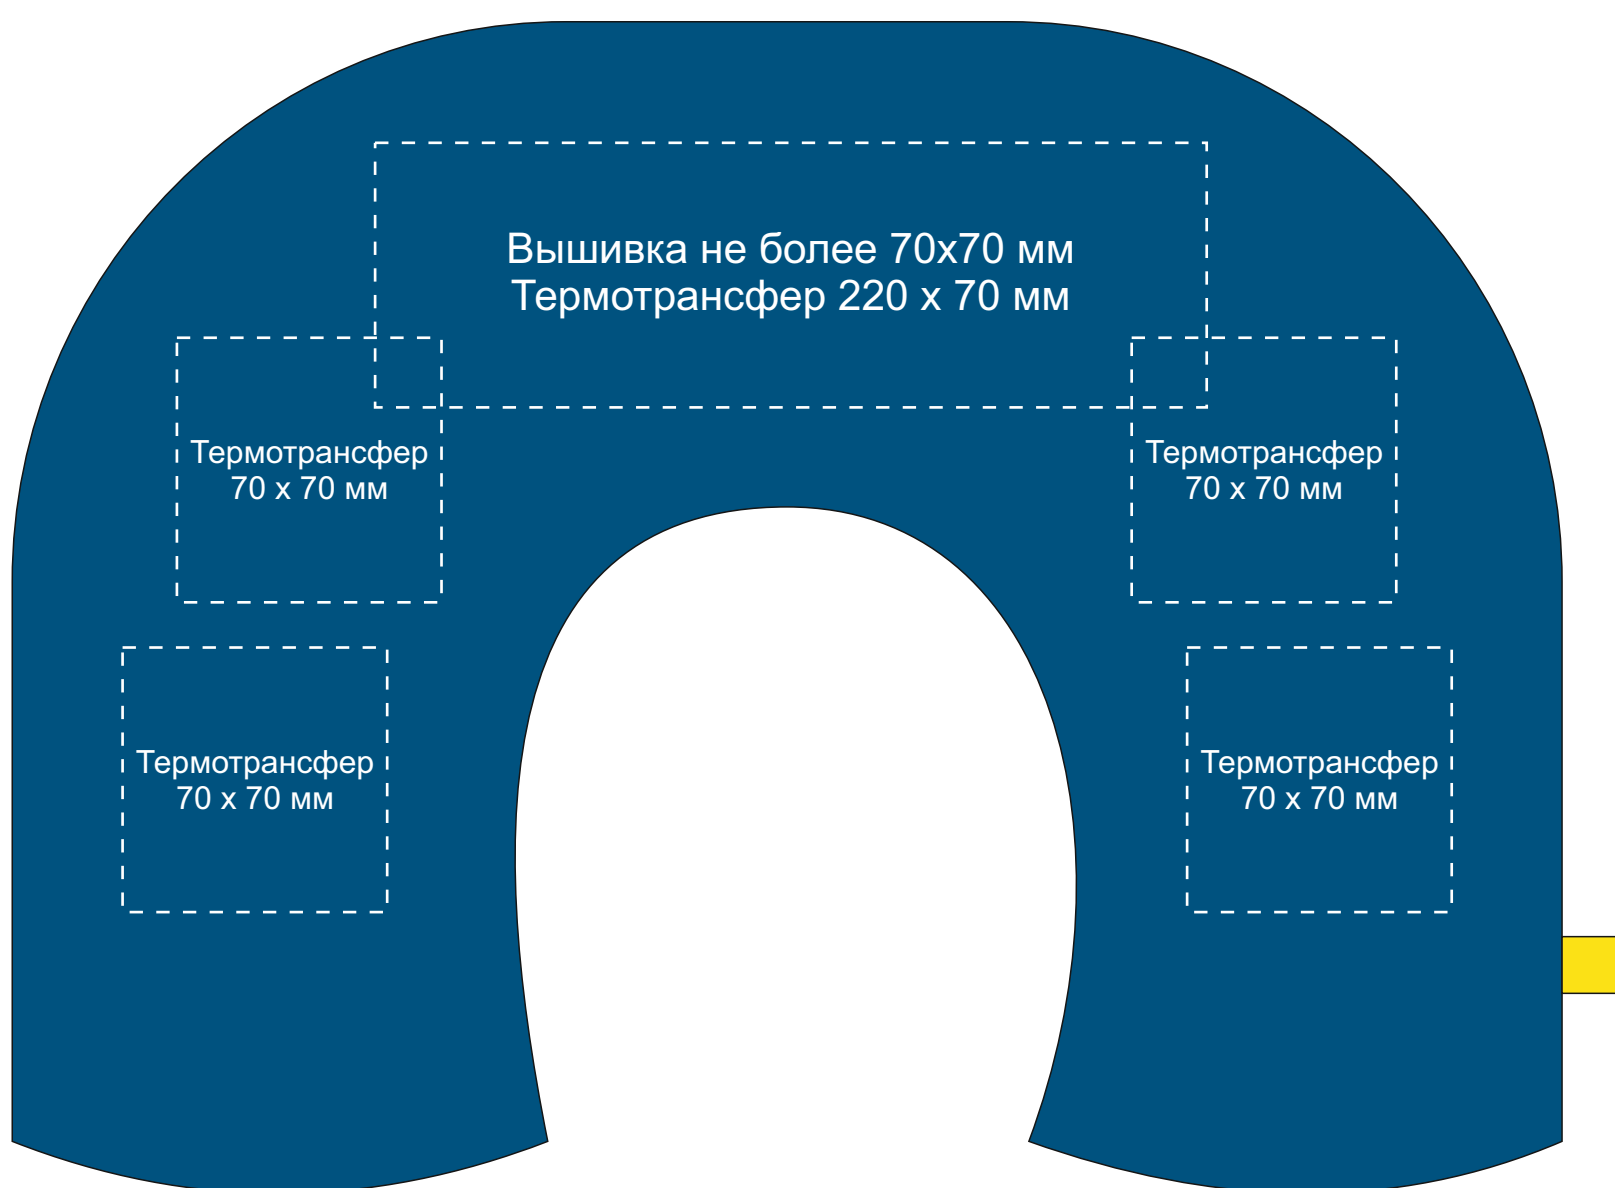 Вышивка не более 70х70 мм
Термотрансфер 220 х 70 мм
Термотрансфер
70 х 70 мм
Термотрансфер
70 х 70 мм
Термотрансфер
70 х 70 мм
Термотрансфер
70 х 70 мм